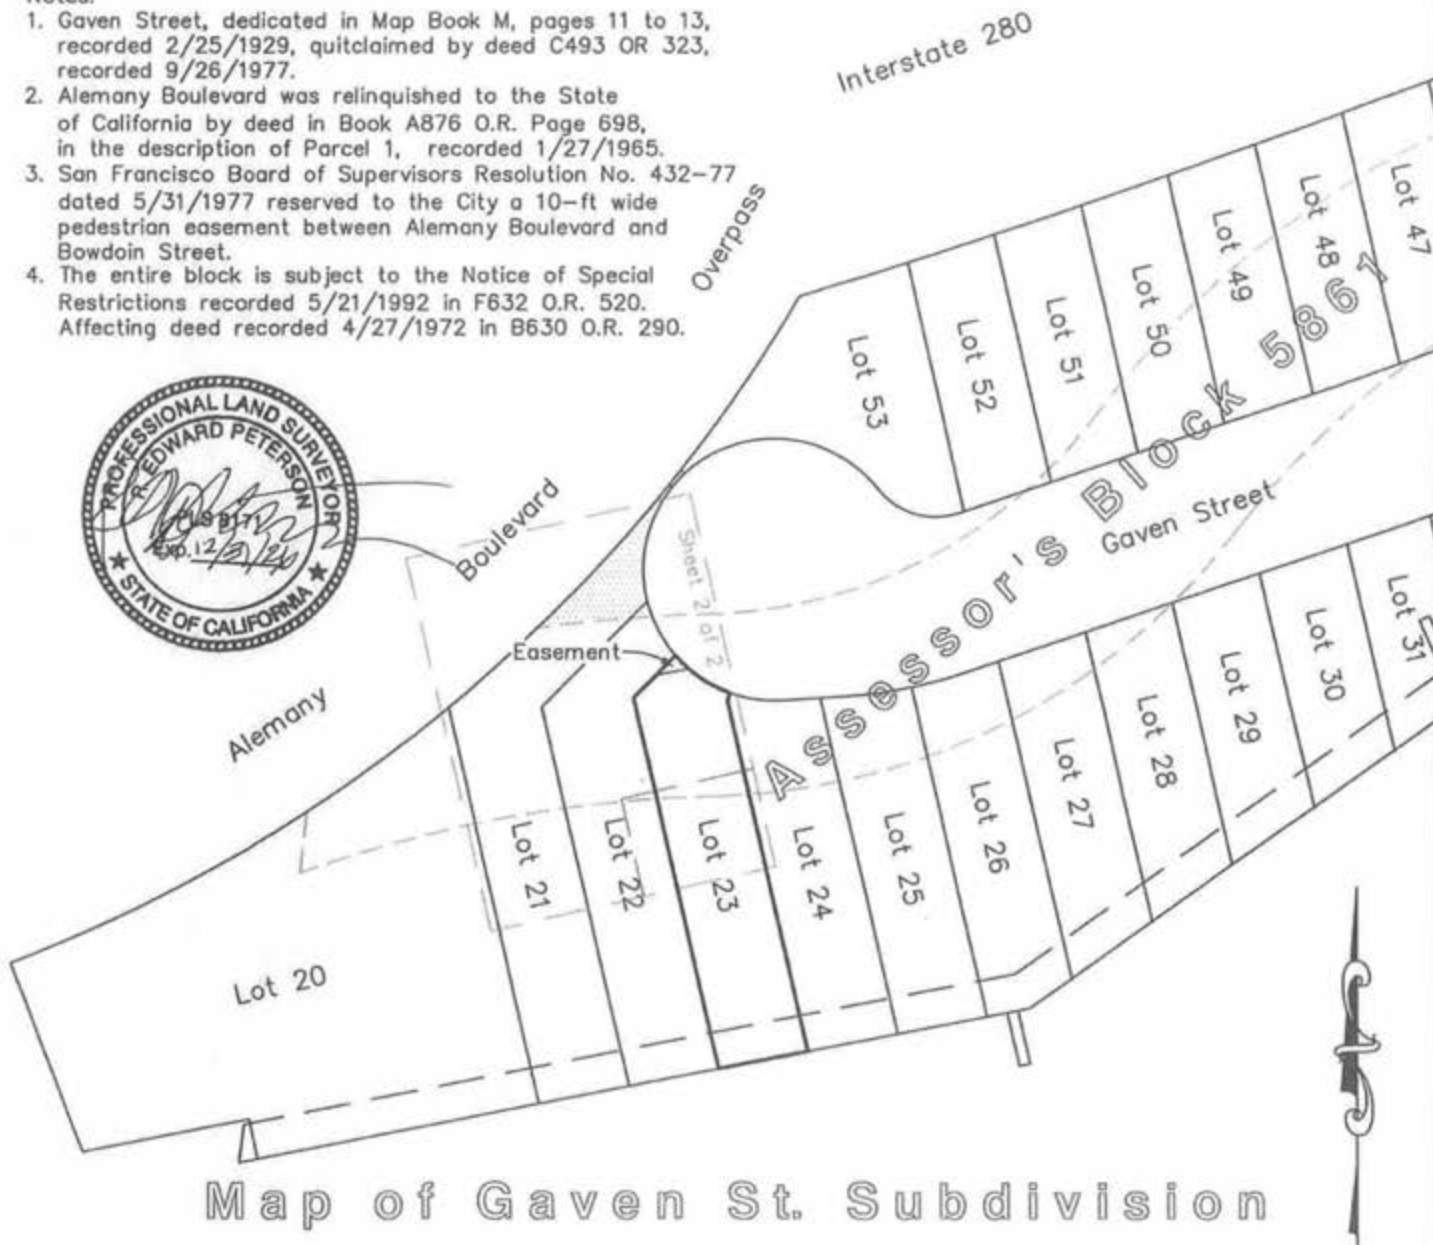 1. Gaven Street, dedicated in Map Book M, pages 11 to 13,
recorded 2/25/1929, quitclaimed by deed C493 OR 323,
recorded 9/26/1977.
2. Alemany Boulevard was relinquished to the State
of California by deed in Book A876 O.R. Page 698,
in the description of Parcel 1, recorded 1/27/1965.
3. San Francisco Board of Supervisors Resolution No. 432-77
dated 5/31/1977 reserved to the City a 10-ft wide
pedestrian easement between Alemany Boulevard and
Bowdoin Street.
4. The entire block is subject to the Notice of Special
Restrictions recorded 5/21/1992 in F632 O.R. 520.
Affecting deed recorded 4/27/1972 in B630 O.R. 290.
Interstate 280
Overpass
PROFESSIONAL LAND SURVEYOR
R. EDWARD PETERSON
STATE OF CALIFORNIA
Boulevard
Alemany
Easement
Sheet 2 of 2
Gaven Street
Assessor's Block 5861
Lot 53
Lot 52
Lot 51
Lot 50
Lot 49
Lot 48
Lot 47
Lot 20
Lot 21
Lot 22
Lot 23
Lot 24
Lot 25
Lot 26
Lot 27
Lot 28
Lot 29
Lot 30
Lot 31
Map of Gaven St. Subdivision